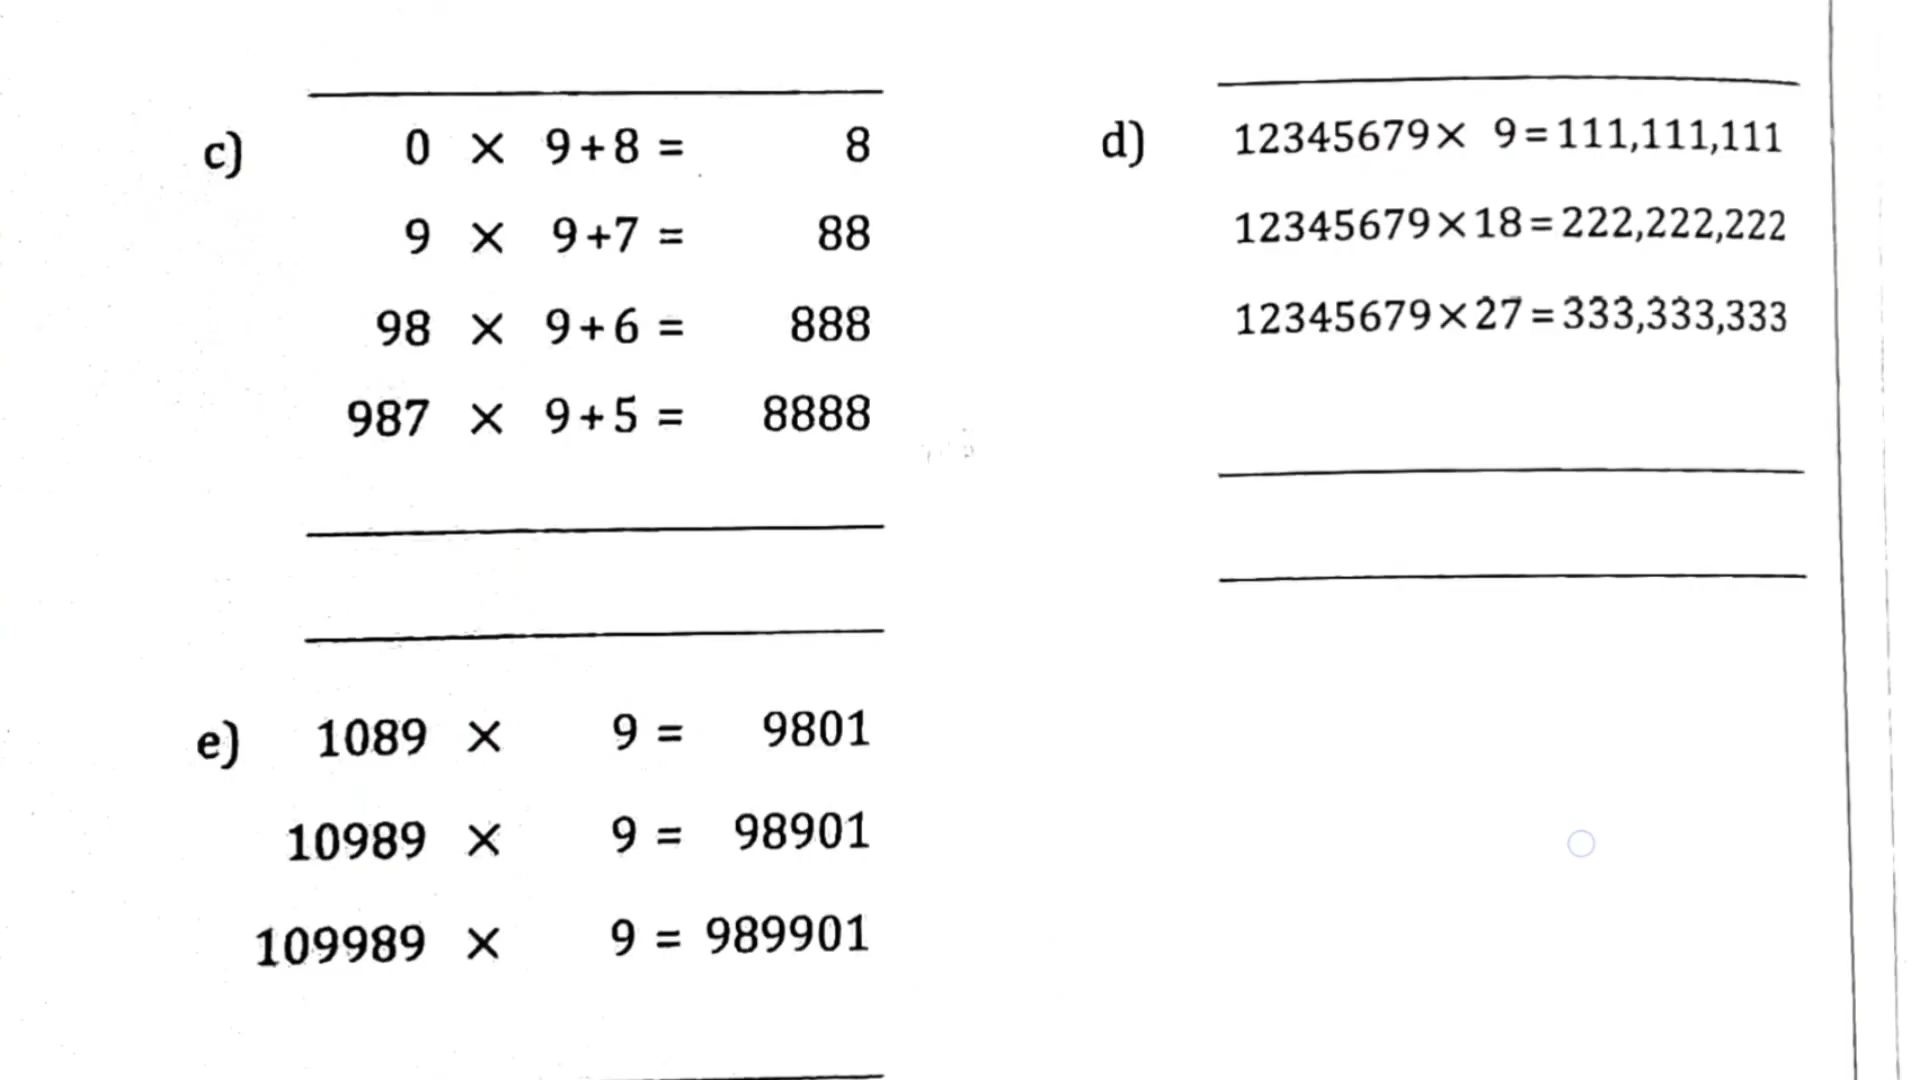 c) 0 × 9+8 = 8
9 × 9+7 = 88
98 × 9+6 = 888
987 × 9+5 = 8888
d) 12345679× 9=111,111,111
12345679×18=222,222,222
12345679×27=333,333,333
e) 1089 × 9 = 9801
10989 × 9 = 98901
109989 × 9 = 989901